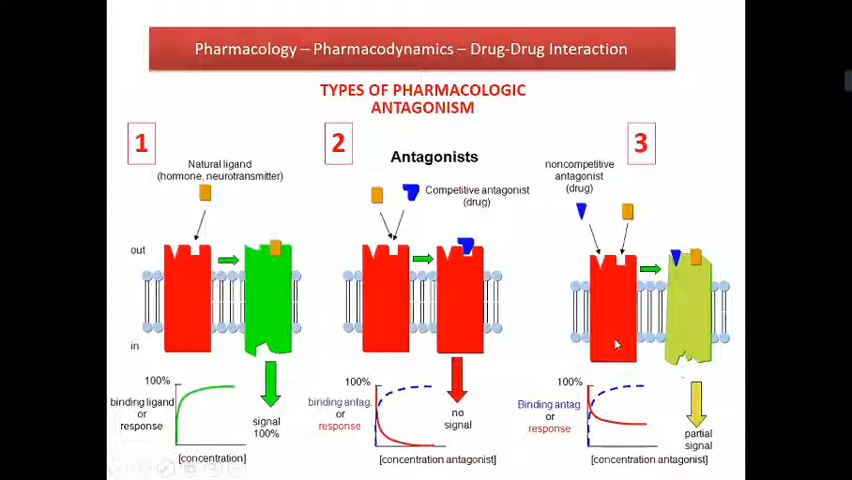 Pharmacology – Pharmacodynamics – Drug-Drug Interaction
TYPES OF PHARMACOLOGIC
ANTAGONISM
1
Natural ligand
(hormone, neurotransmitter)
out
in
100%
binding ligand
or
response
[concentration]
signal
100%
2
Antagonists
Competitive antagonist
(drug)
100%
binding antag.
or
response
[concentration antagonist]
no
signal
3
noncompetitive
antagonist
(drug)
100%
Binding antag.
or
response
[concentration antagonist]
partial
signal